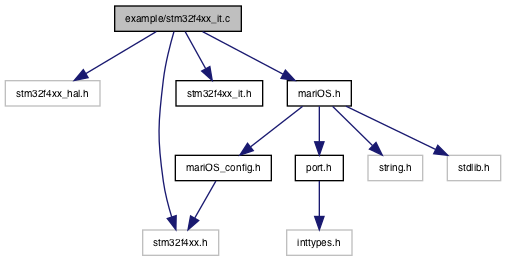 example/stm32f4xx_it.c
stm32f4xx_hal.h
stm32f4xx_it.h
mariOS.h
mariOS_config.h
port.h
string.h
stdlib.h
stm32f4xx.h
inttypes.h